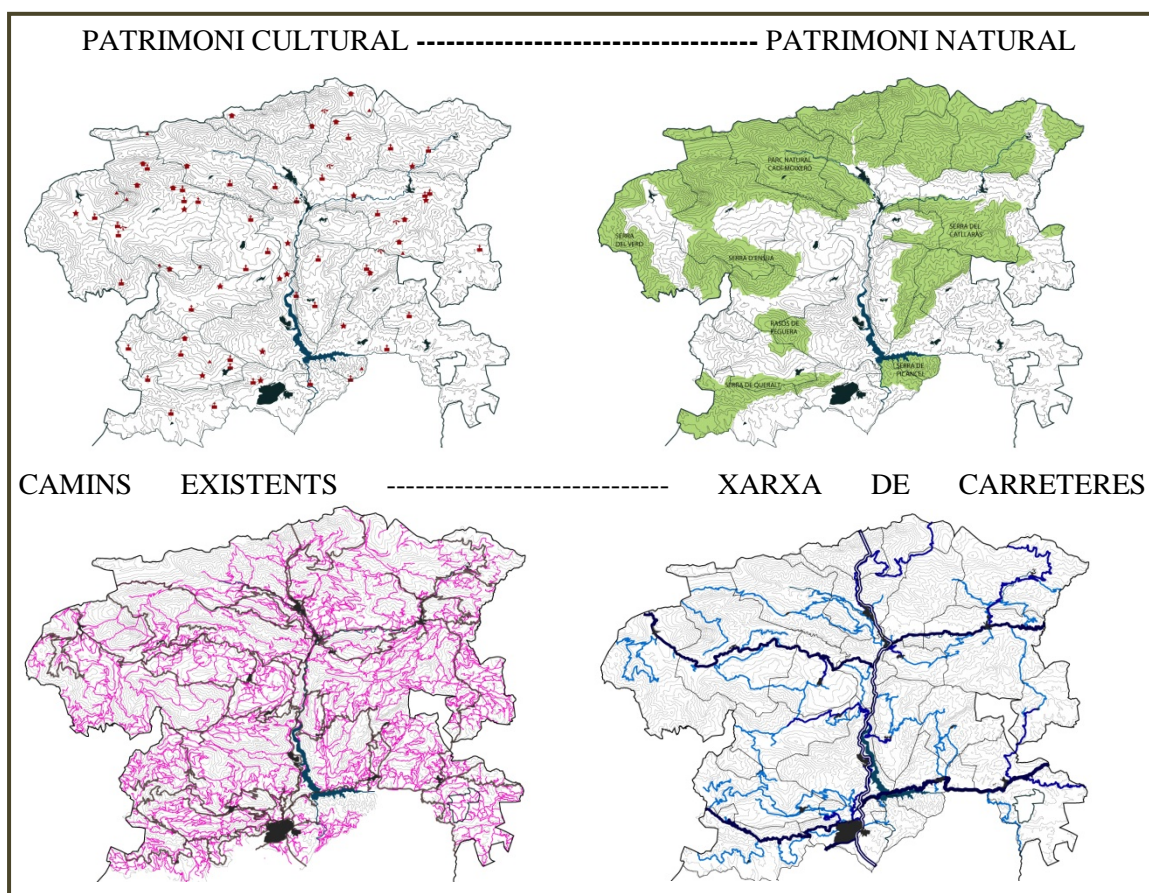 PATRIMONI CULTURAL ----------------------------------- PATRIMONI NATURAL
PARC NATURAL
CADÍ-MOIXERÓ
SERRA
DEL VERD
SERRA D'ENSIJA
SERRA DEL
CATLLARÀS
RASOS DE
PEGUERA
SERRA DE QUERALT
SERRA DE
PICANCEL
CAMINS EXISTENTS ----------------------------- XARXA DE CARRETERES